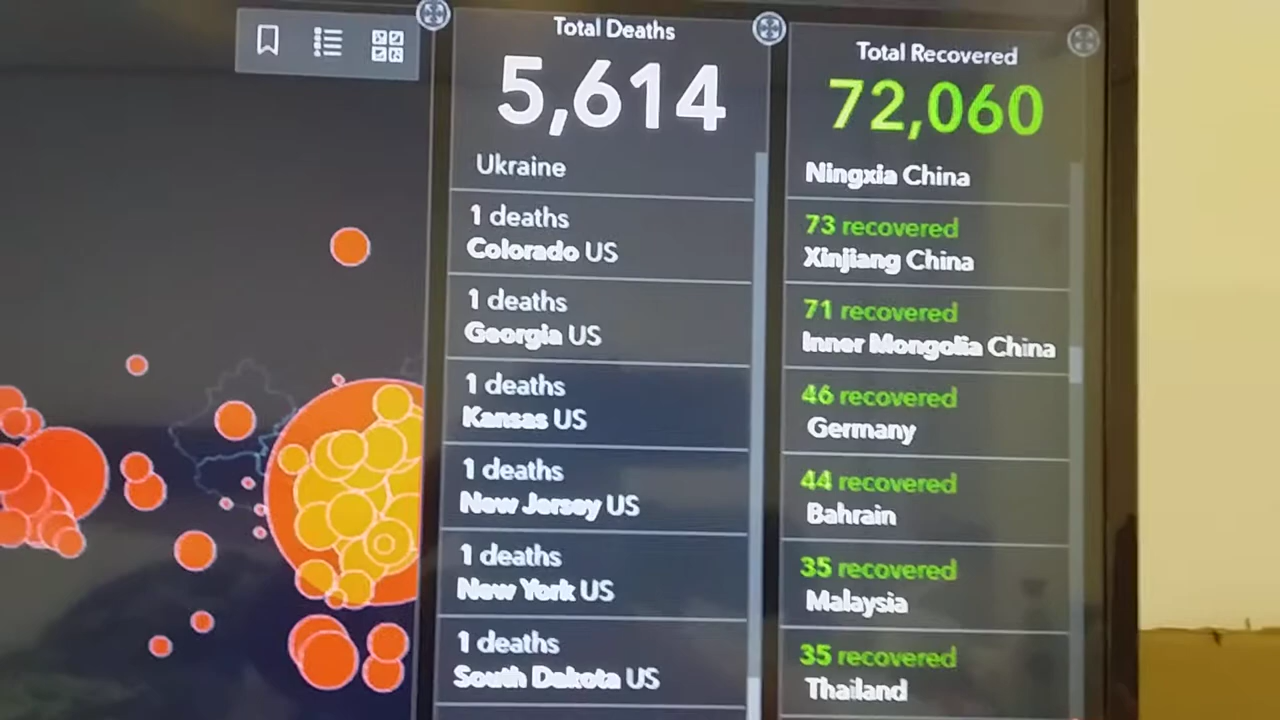 Total Deaths
5,614
Ukraine
1 deaths
Colorado US
1 deaths
Georgia US
1 deaths
Kansas US
1 deaths
New Jersey US
1 deaths
New York US
1 deaths
South Dakota US
Total Recovered
72,060
Ningxia China
73 recovered
Xinjiang China
71 recovered
Inner Mongolia China
46 recovered
Germany
44 recovered
Bahrain
35 recovered
Malaysia
35 recovered
Thailand